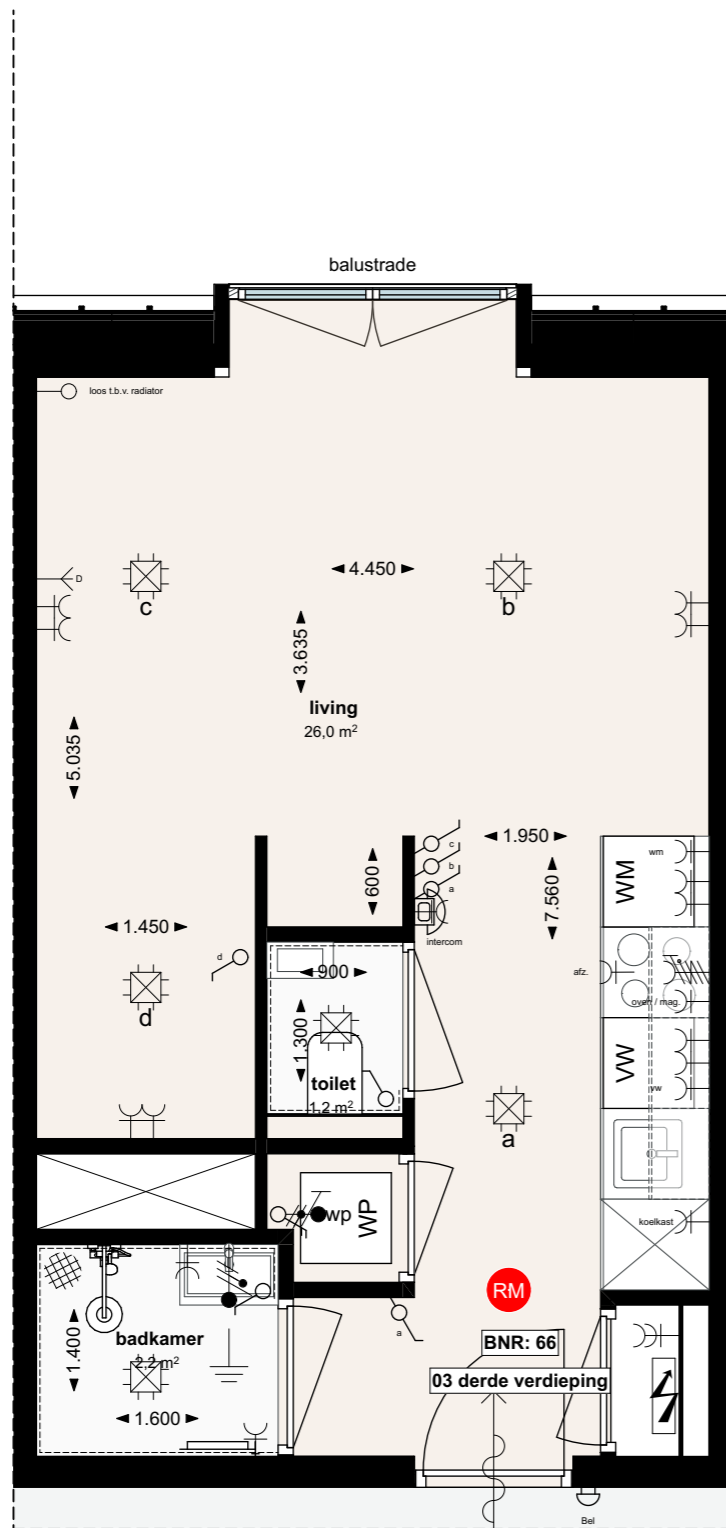 balustrade
loos t.b.v. radiator
D
c
4.450
b
3.635
living
26,0 m²
5.035
c
b
a
1.950
600
7.560
intercom
wm
WM
1.450
d
d
900
afz.
oven / mag.
1.300
toilet
1,2 m²
VW
vw
a
wp
WP
koelkast
RM
a
badkamer
2,2 m²
1.400
1.600
BNR: 66
03 derde verdieping
Bel